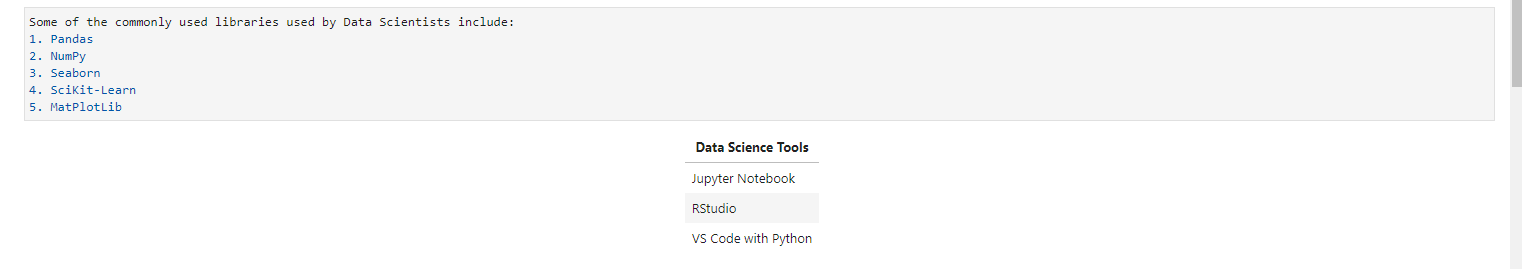 Some of the commonly used libraries used by Data Scientists include:
1. Pandas
2. NumPy
3. Seaborn
4. SciKit-Learn
5. MatPlotLib
Data Science Tools
Jupyter Notebook
RStudio
VS Code with Python